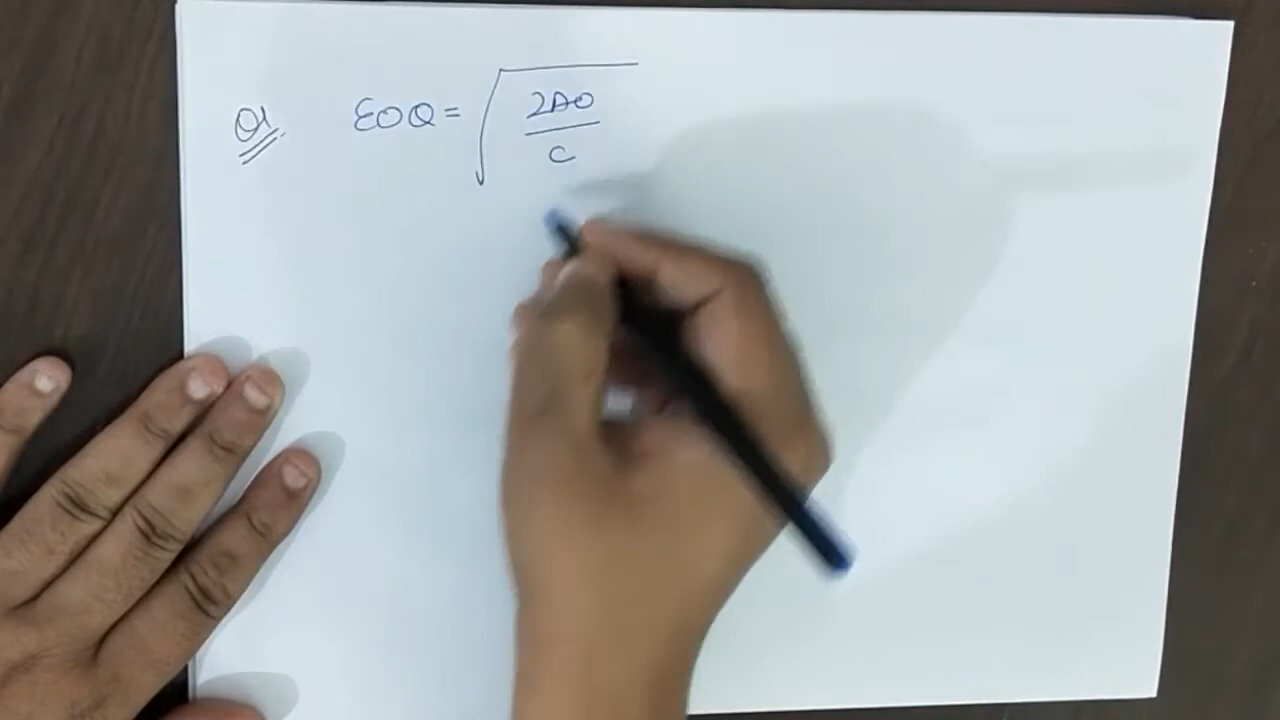 Q1 EOQ = √(2AO/C)